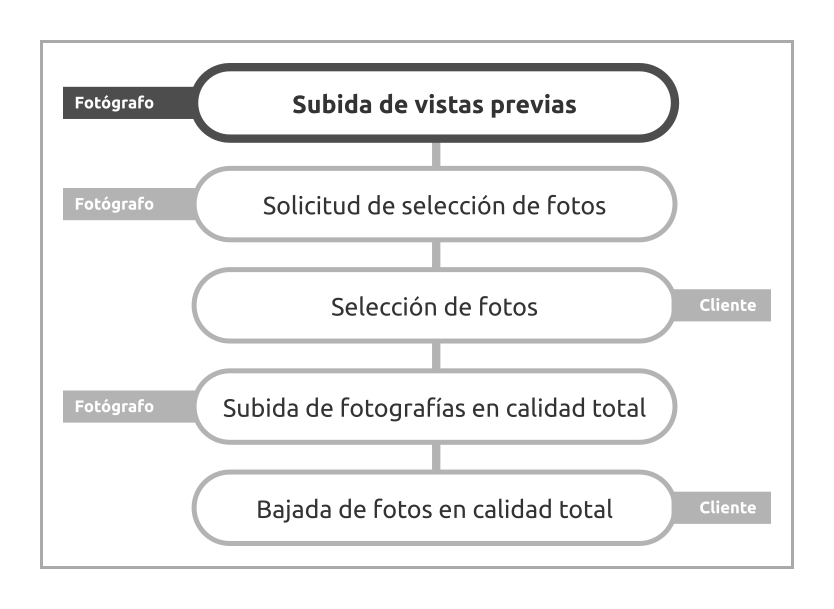 Fotógrafo
Subida de vistas previas
Fotógrafo
Solicitud de selección de fotos
Selección de fotos
Cliente
Fotógrafo
Subida de fotografías en calidad total
Bajada de fotos en calidad total
Cliente